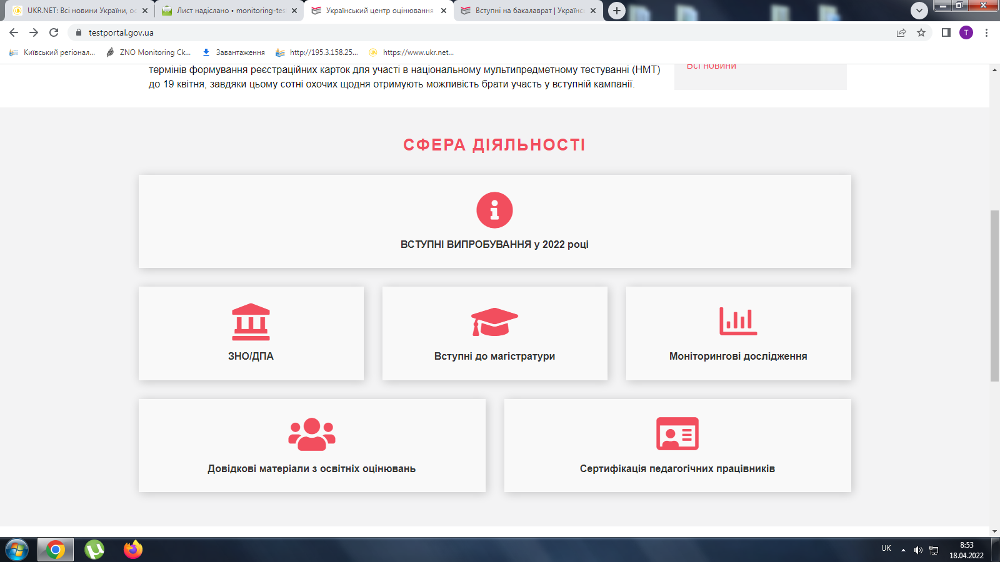 UKR.NET: Всі новини України, ос
Лист надіслано • monitoring-tes
Український центр оцінювання
Вступні на бакалаврат | Українсь
testportal.gov.ua
T
Київський регіонал...
ZNO Monitoring Ck...
Завантаження
http://195.3.158.25...
https://www.ukr.net...
термінів формування реєстраційних карток для участі в національному мультипредметному тестуванні (НМТ)
до 19 квітня, завдяки цьому сотні охочих щодня отримують можливість брати участь у вступній кампанії.
Всі новини
СФЕРА ДІЯЛЬНОСТІ
ВСТУПНІ ВИПРОБУВАННЯ у 2022 році
ЗНО/ДПА
Вступні до магістратури
Моніторингові дослідження
Довідкові матеріали з освітніх оцінювань
Сертифікація педагогічних працівників
UK
8:53
18.04.2022